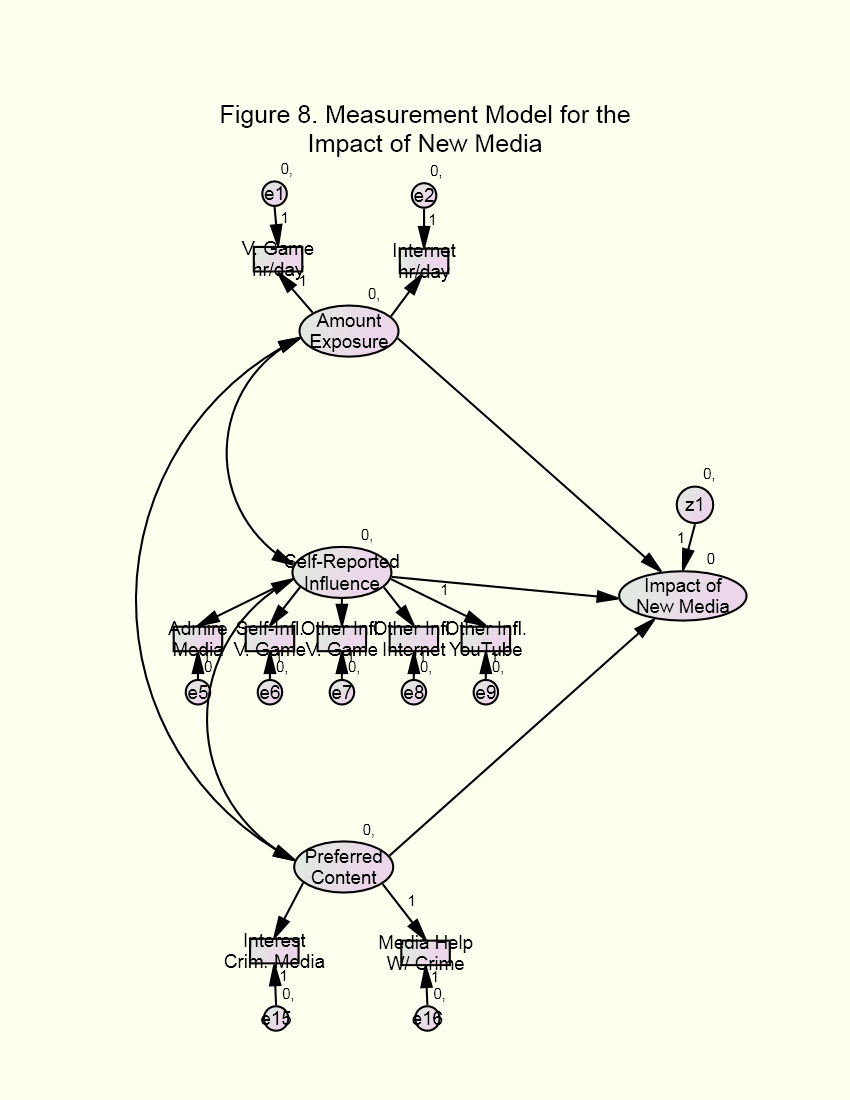 Figure 8. Measurement Model for the
Impact of New Media
0,
0,
e1
e2
1
1
V. Game
hr/day
Internet
hr/day
1
0,
Amount
Exposure
0,
z1
1
0
Impact of
New Media
0,
Self-Reported
Influence
1
Admire
Media
Self-Infl.
V. Game
Other Infl.
V. Game
Other Infl.
Internet
Other Infl.
YouTube
0,
0,
0,
0,
0,
e5
e6
e7
e8
e9
0,
Preferred
Content
1
Interest
Crim. Media
Media Help
W/ Crime
1
1
0,
0,
e15
e16